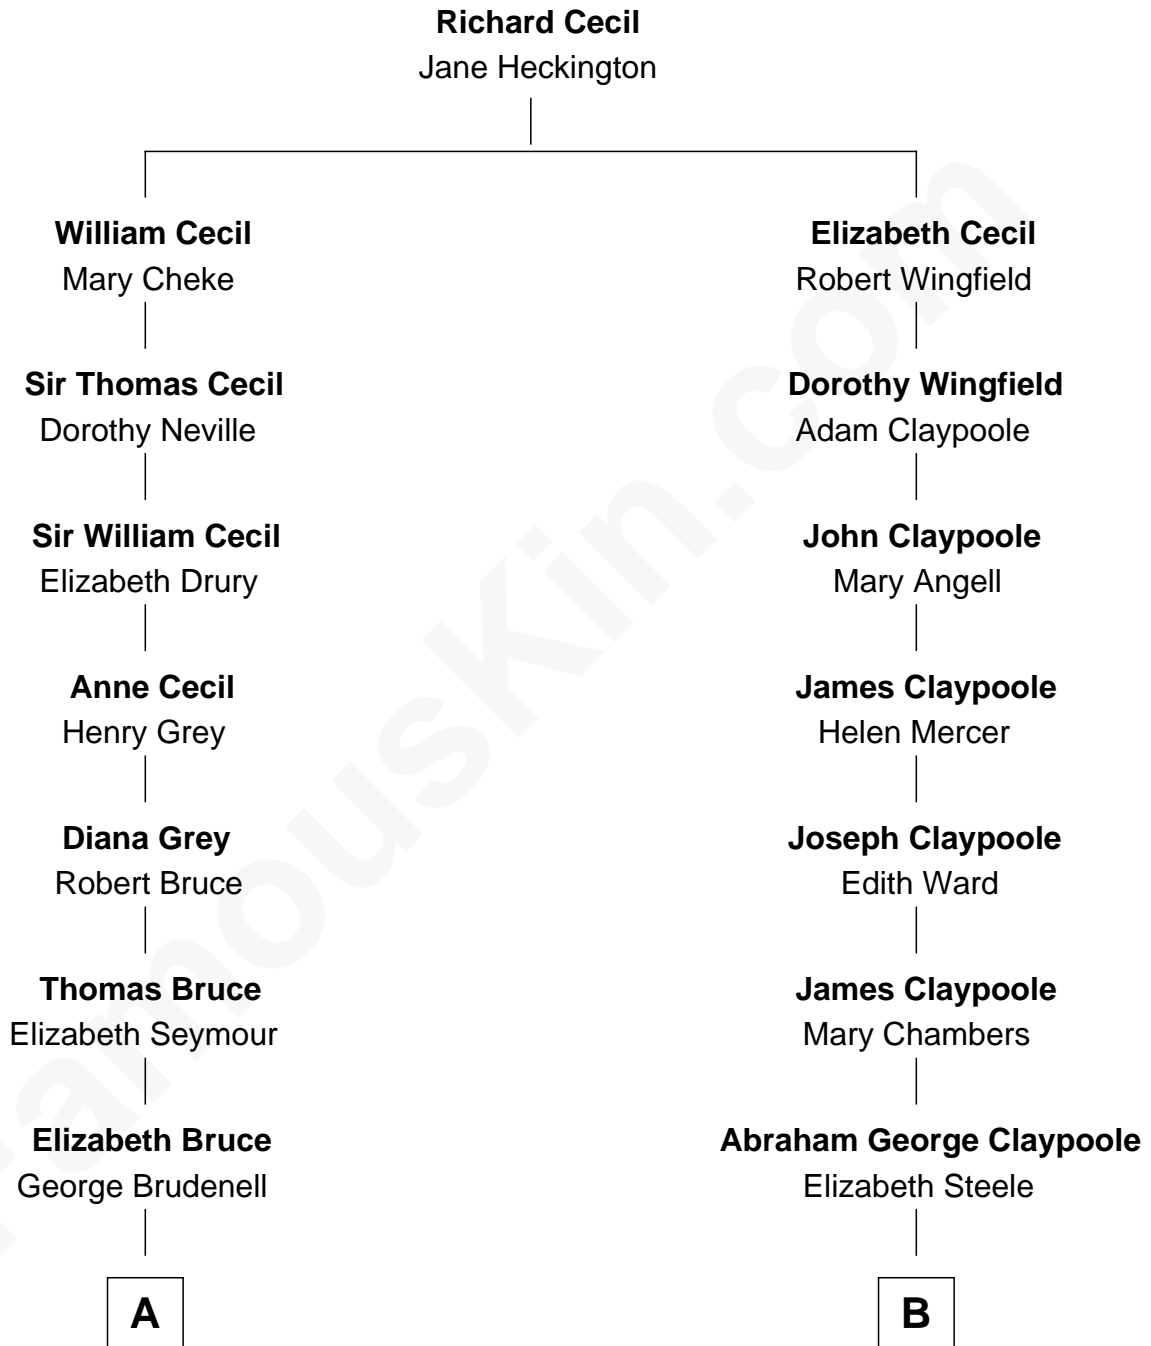 Richard Cecil
Jane Heckington
William Cecil
Mary Cheke
Elizabeth Cecil
Robert Wingfield
Sir Thomas Cecil
Dorothy Neville
Dorothy Wingfield
Adam Claypoole
Sir William Cecil
Elizabeth Drury
John Claypoole
Mary Angell
Anne Cecil
Henry Grey
James Claypoole
Helen Mercer
Diana Grey
Robert Bruce
Joseph Claypoole
Edith Ward
Thomas Bruce
Elizabeth Seymour
James Claypoole
Mary Chambers
Elizabeth Bruce
George Brudenell
Abraham George Claypoole
Elizabeth Steele
A
B
FamousKin.com